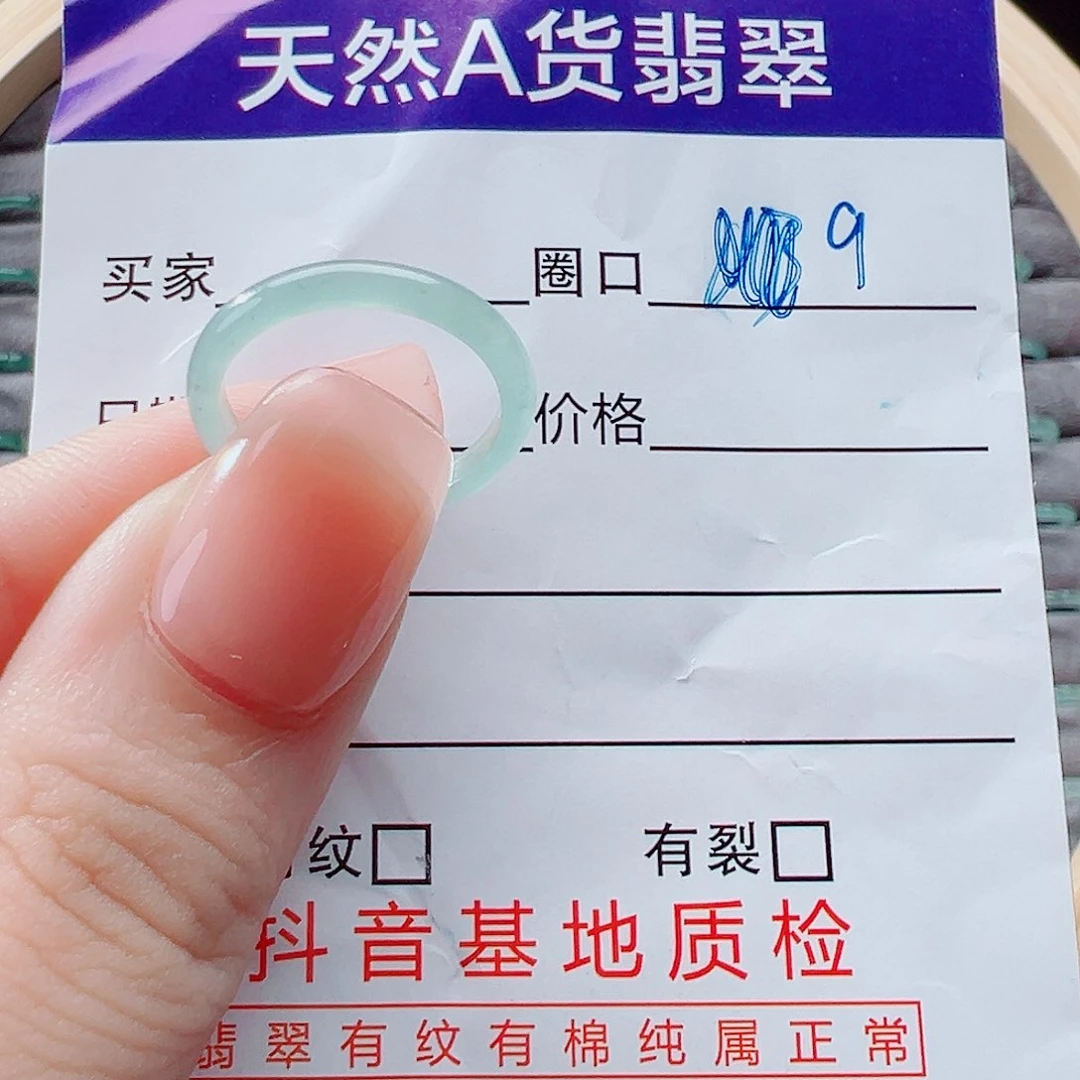 天然A货翡翠
买家 圈口 9
价格
纹 有裂
抖音基地质检
翡翠有纹有棉纯属正常